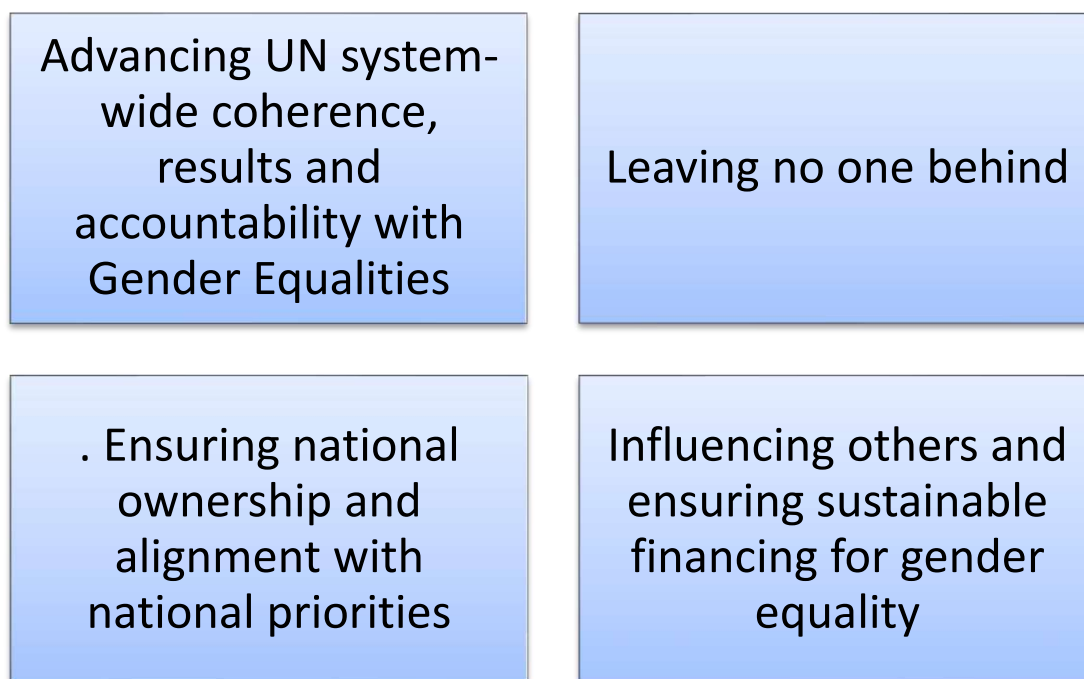 Advancing UN system-
wide coherence,
results and
accountability with
Gender Equalities
Leaving no one behind
. Ensuring national
ownership and
alignment with
national priorities
Influencing others and
ensuring sustainable
financing for gender
equality